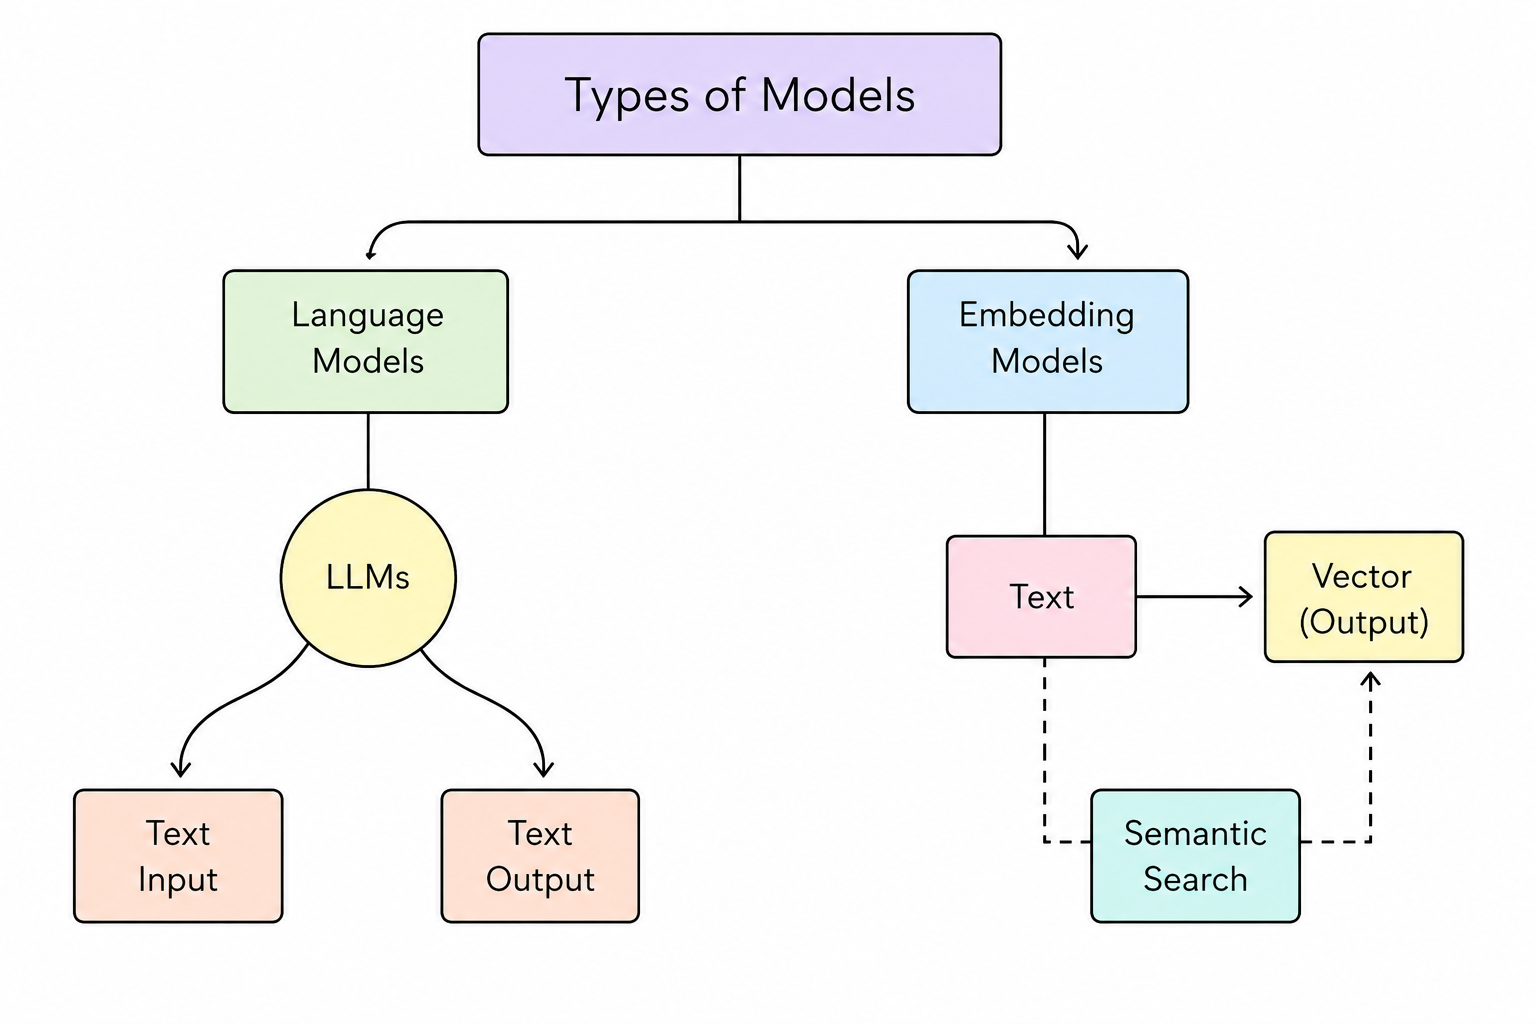 Types of Models
Language
Models
Embedding
Models
LLMs
Text
Vector
(Output)
Text
Input
Text
Output
Semantic
Search